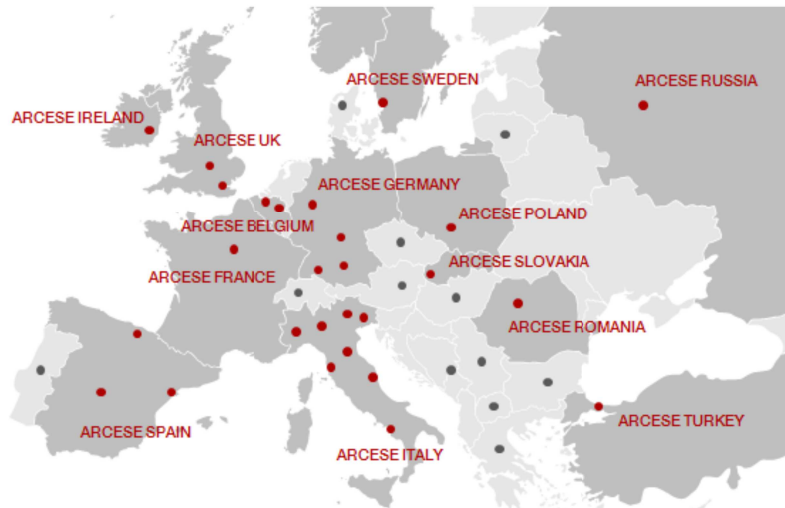 ARCESE SWEDEN
ARCESE RUSSIA
ARCESE IRELAND
ARCESE UK
ARCESE GERMANY
ARCESE POLAND
ARCESE BELGIUM
ARCESE SLOVAKIA
ARCESE FRANCE
ARCESE ROMANIA
ARCESE TURKEY
ARCESE SPAIN
ARCESE ITALY